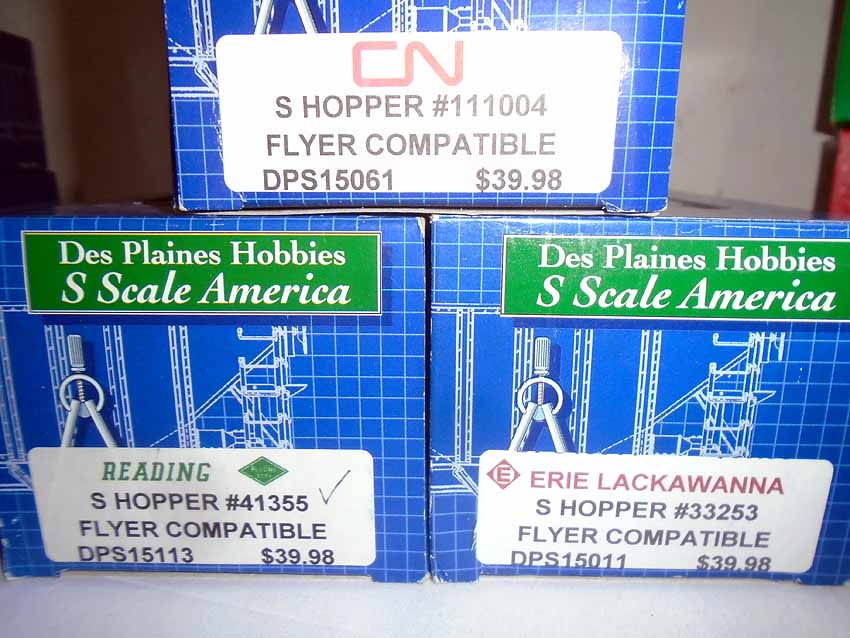 CN
S HOPPER #111004
FLYER COMPATIBLE
DPS15061 $39.98
Des Plaines Hobbies
S Scale America
READING
S HOPPER #41355
FLYER COMPATIBLE
DPS15113 $39.98
Des Plaines Hobbies
S Scale America
E ERIE LACKAWANNA
S HOPPER #33253
FLYER COMPATIBLE
DPS15011 $39.98